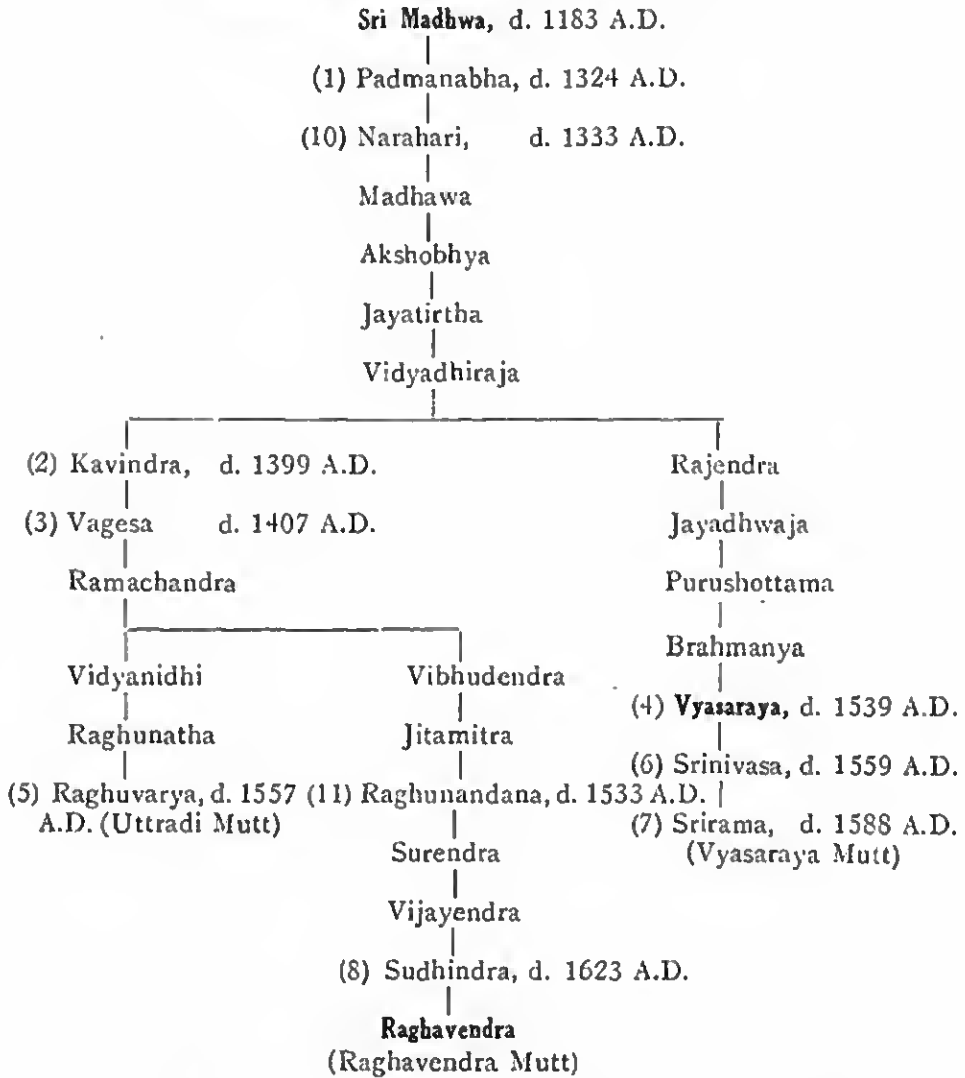 Sri Madhwa, d. 1183 A.D.
(1) Padmanabha, d. 1324 A.D.
(10) Narahari, d. 1333 A.D.
Madhawa
Akshobhya
Jayatirtha
Vidyadhiraja
(2) Kavindra, d. 1399 A.D. Rajendra
(3) Vagesa d. 1407 A.D. Jayadhwaja
Ramachandra Purushottama
Brahmanya
Vidyanidhi Vibhudendra
(4) Vyasaraya, d. 1539 A.D.
Raghunatha Jitamitra
(6) Srinivasa, d. 1559 A.D.
(5) Raghuvarya, d. 1557 (11) Raghunandana, d. 1533 A.D.
A.D. (Uttradi Mutt) (7) Srirama, d. 1588 A.D.
Surendra (Vyasaraya Mutt)
Vijayendra
(8) Sudhindra, d. 1623 A.D.
Raghavendra
(Raghavendra Mutt)